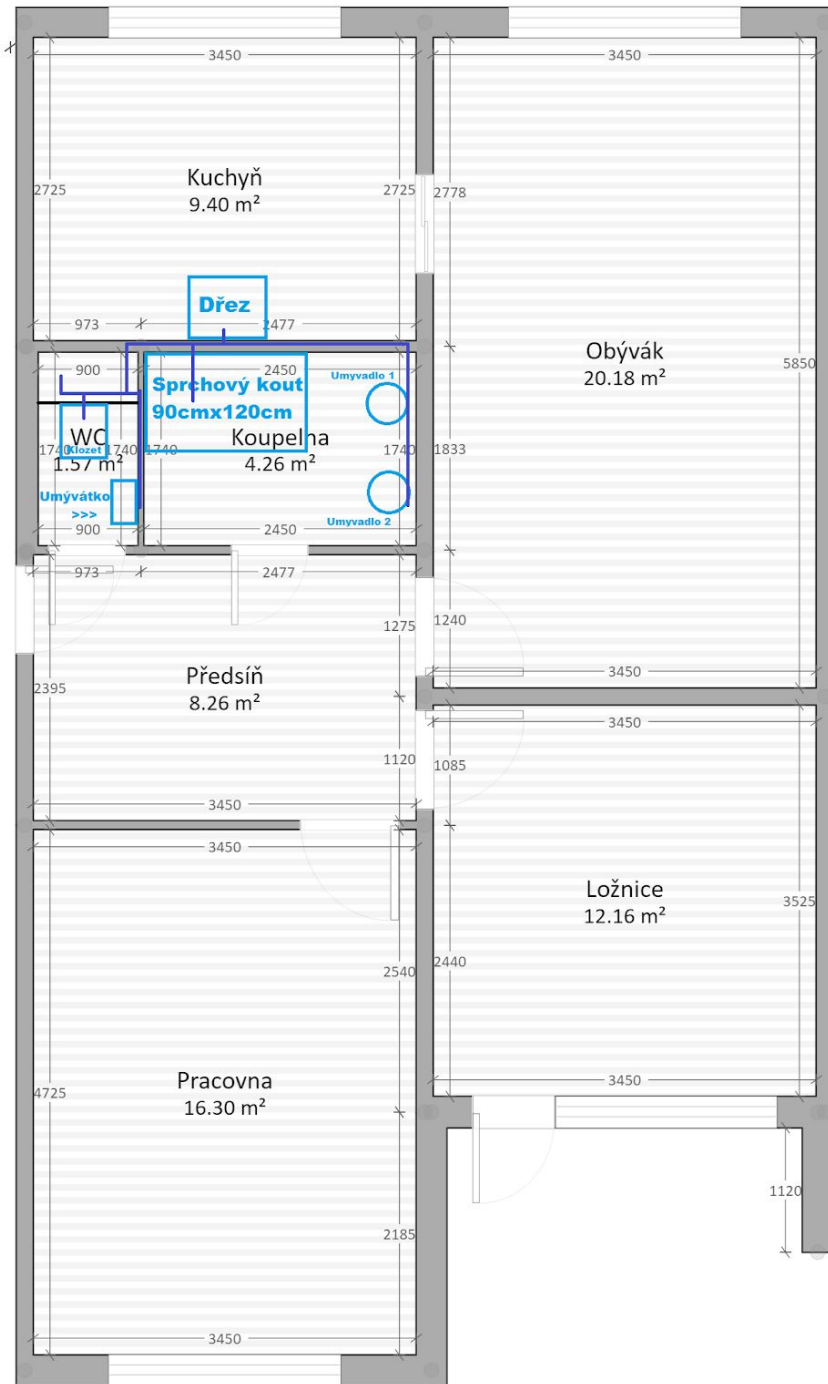 3450
3450
Kuchyň
9.40 m²
2725
2725
2778
Dřez
973
2477
900
2450
Sprchový kout
90cmx120cm
Umyvadlo 1
Obývák
20.18 m²
5850
WC
1.57 m²
Klozet
1740
1740
1740
Koupelna
4.26 m²
1740
1833
Umývátko
>>>
900
2450
Umyvadlo 2
973
2477
1275
1240
Předsíň
8.26 m²
2395
3450
3450
1120
1085
3450
3450
Ložnice
12.16 m²
3525
2540
2440
Pracovna
16.30 m²
4725
3450
1120
2185
3450